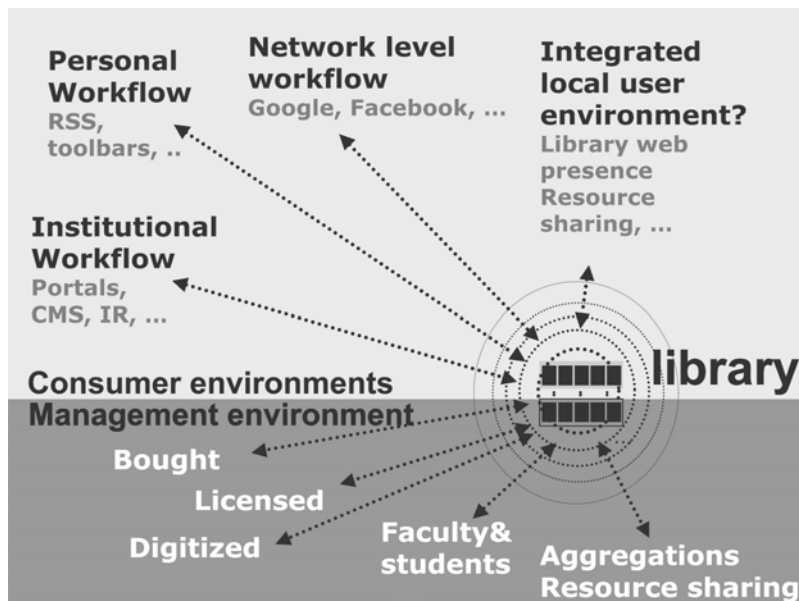 Personal
Workflow
RSS,
toolbars, ..
Network level
workflow
Google, Facebook, ...
Integrated
local user
environment?
Library web
presence
Resource
sharing, ...
Institutional
Workflow
Portals,
CMS, IR, ...
library
Consumer environments
Management environment
Bought
Licensed
Digitized
Faculty&
students
Aggregations
Resource sharing